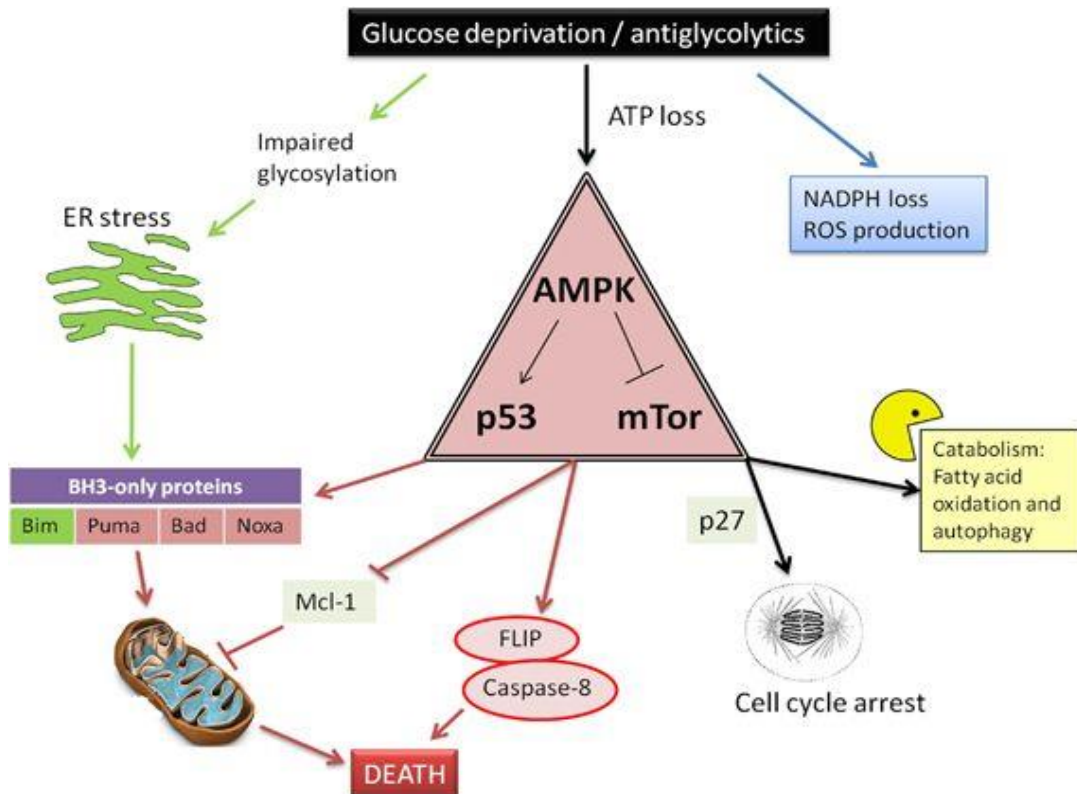 Glucose deprivation / antiglycolytics
ATP loss
Impaired
glycosylation
ER stress
NADPH loss
ROS production
AMPK
p53
mTor
BH3-only proteins
Bim
Puma
Bad
Noxa
Mcl-1
FLIP
Caspase-8
DEATH
p27
Cell cycle arrest
Catabolism:
Fatty acid
oxidation and
autophagy